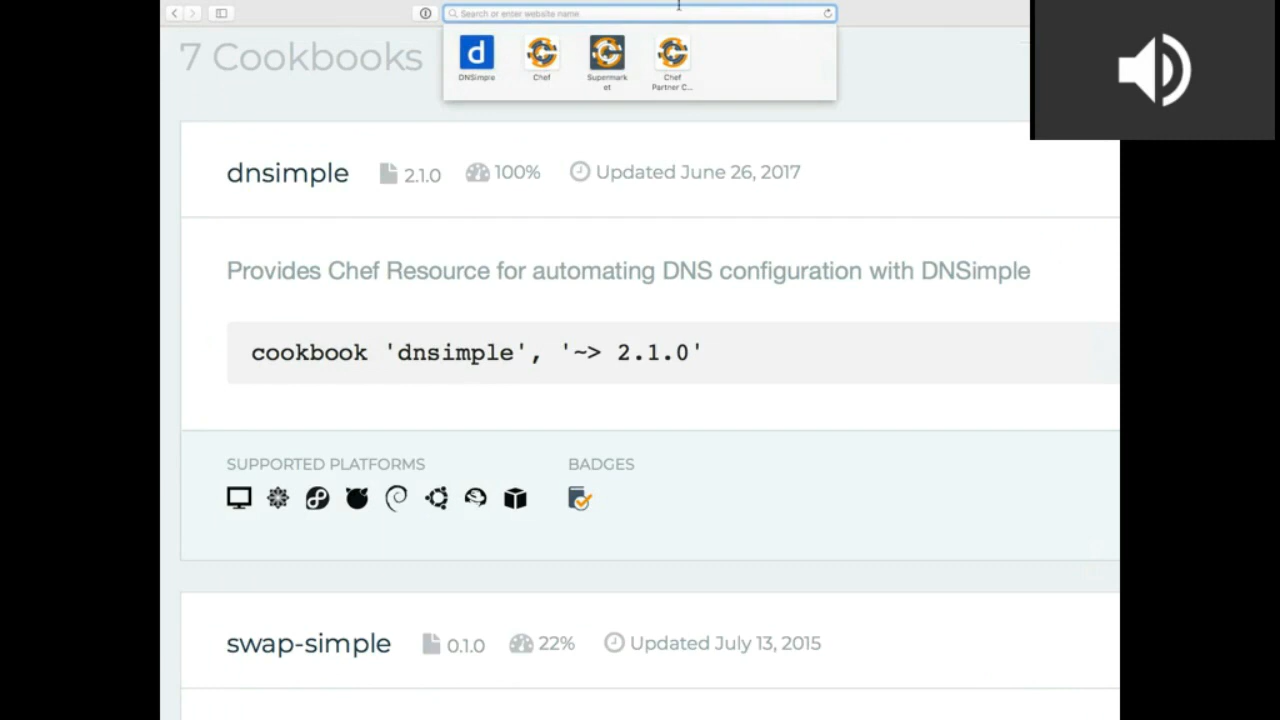 Search or enter website name
DNSimple
Chef
Supermark
et
Chef
Partner C...
7 Cookbooks
dnsimple 2.1.0 100% Updated June 26, 2017
Provides Chef Resource for automating DNS configuration with DNSimple
cookbook 'dnsimple', '~> 2.1.0'
SUPPORTED PLATFORMS BADGES
swap-simple 0.1.0 22% Updated July 13, 2015